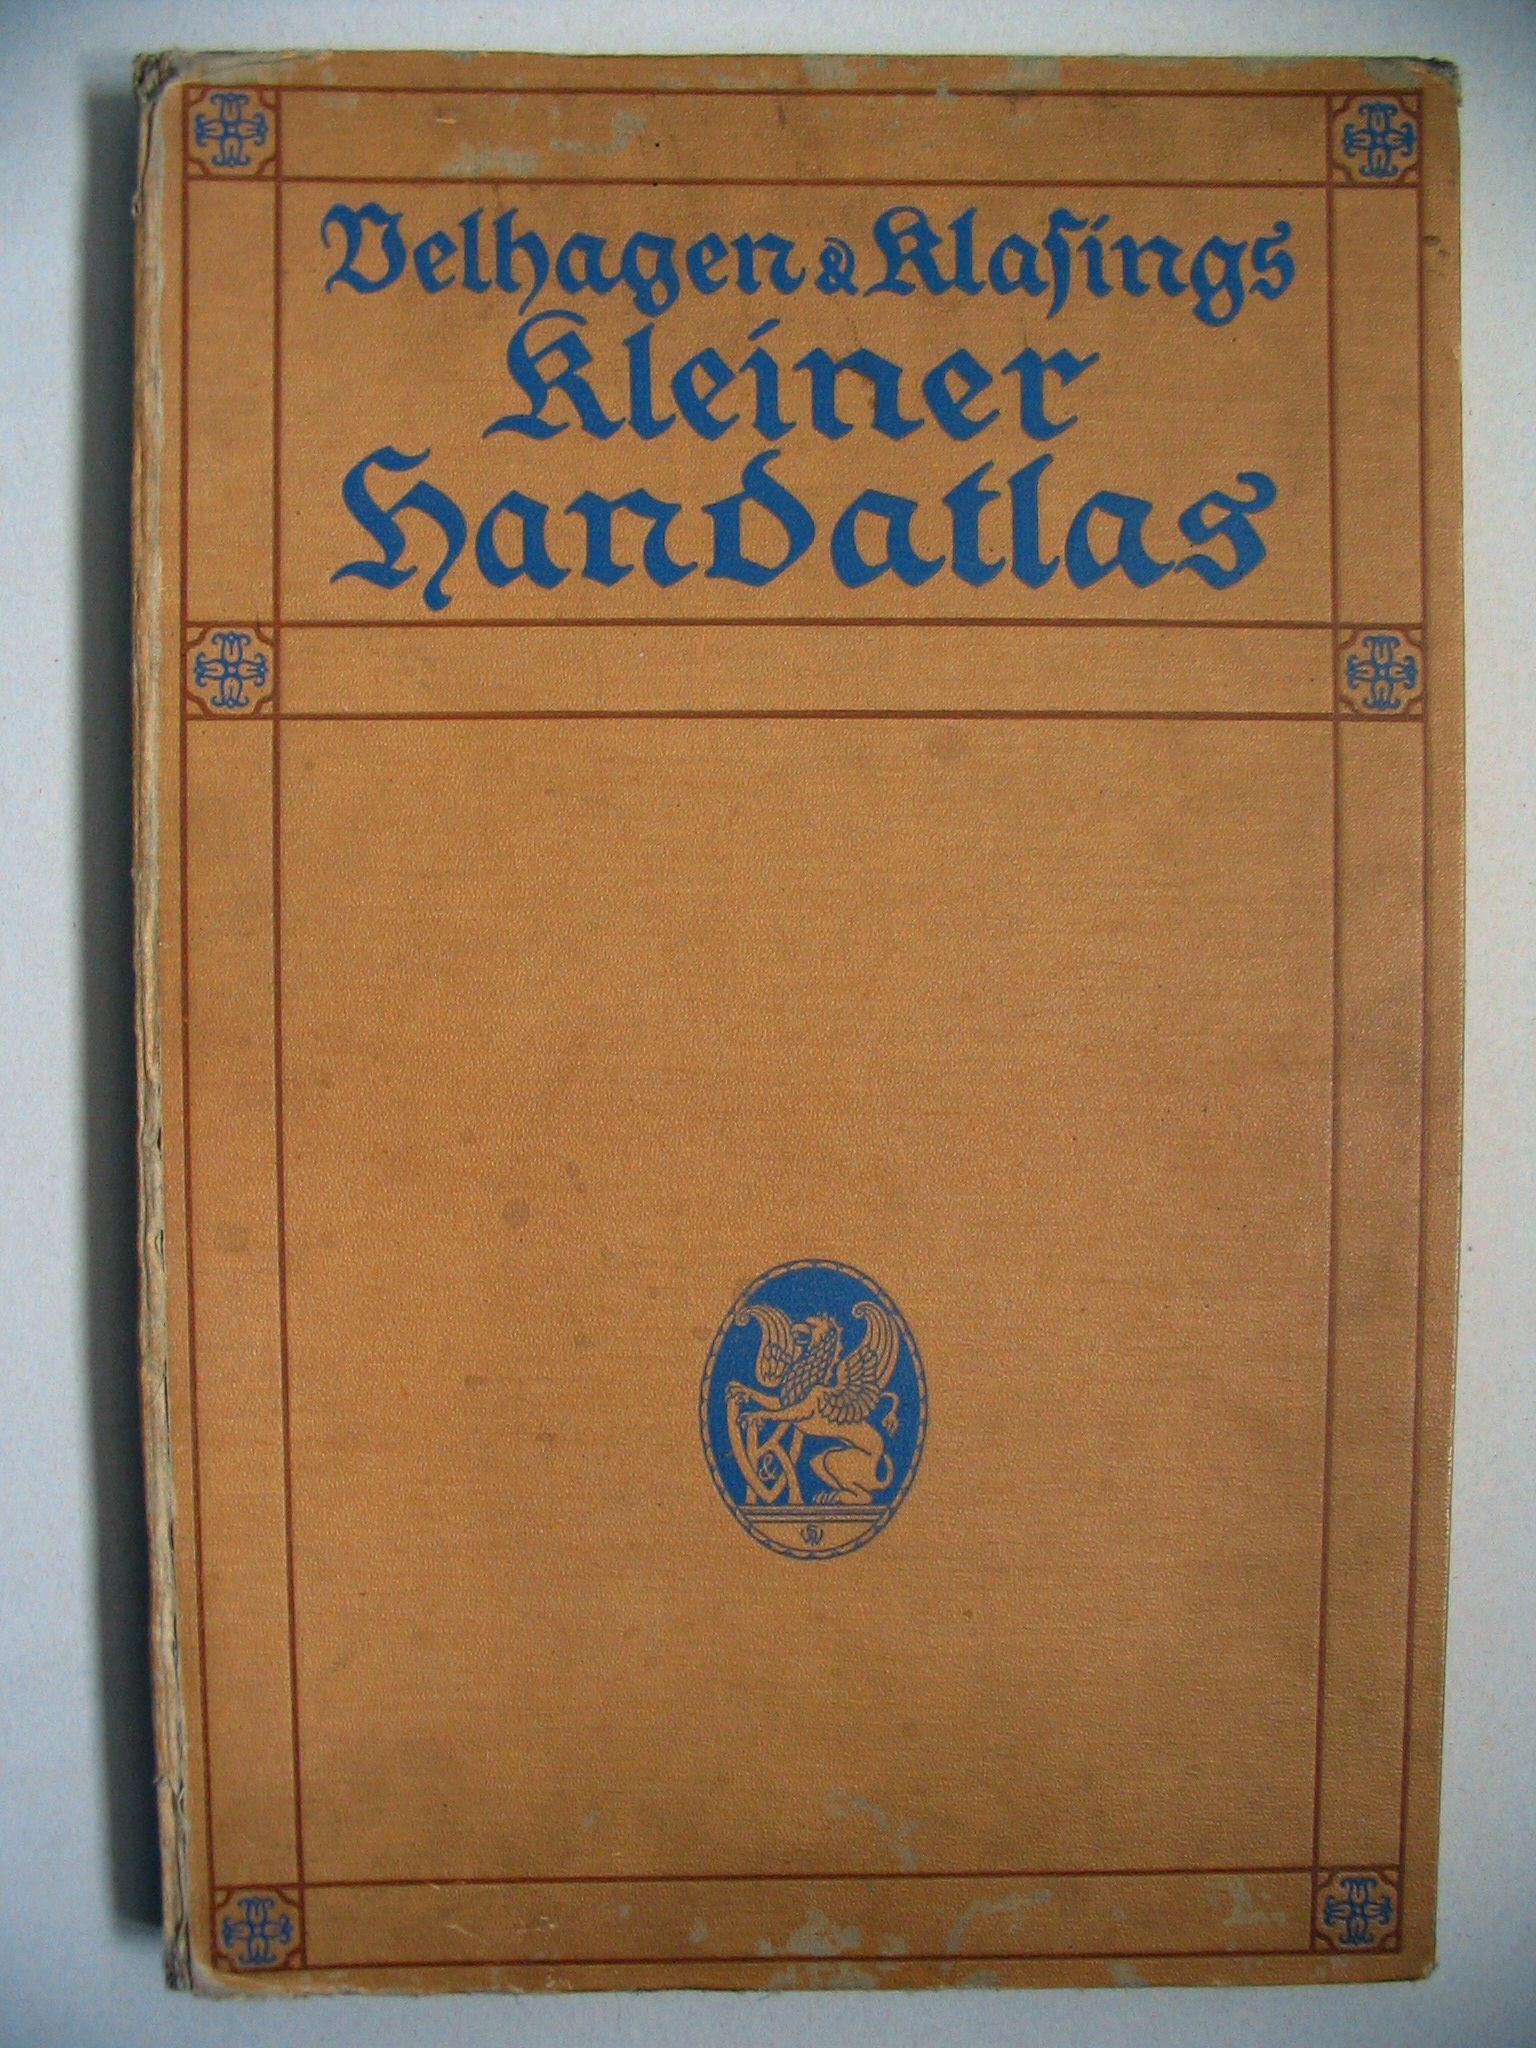 Velhagen & Klaſings
Kleiner
Handatlas
V & K